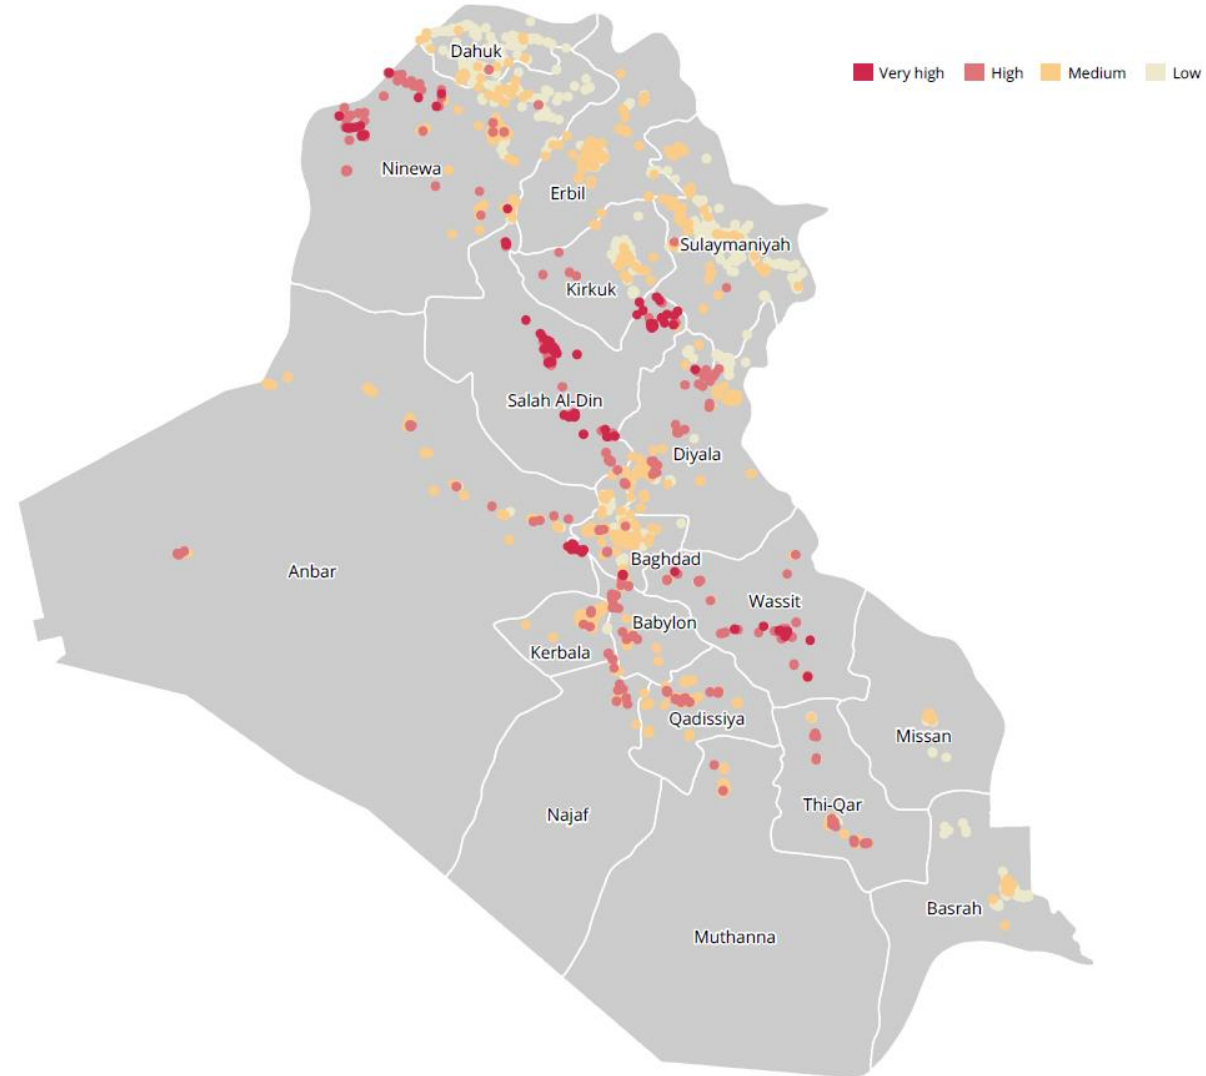 Dahuk
Very high
High
Medium
Low
Ninewa
Erbil
Sulaymaniyah
Kirkuk
Salah Al-Din
Diyala
Baghdad
Anbar
Wassit
Babylon
Kerbala
Qadissiya
Missan
Thi-Qar
Najaf
Basrah
Muthanna